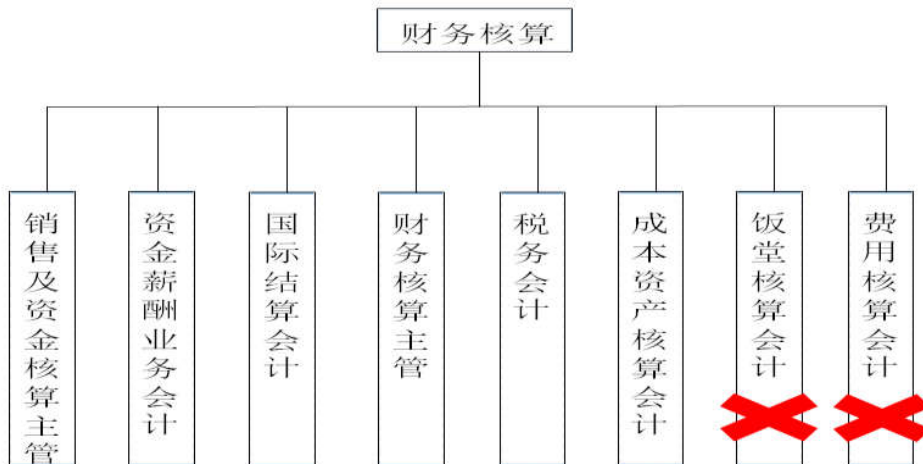 财务核算
销售及资金核算主管
资金薪酬业务会计
国际结算会计
财务核算主管
税务会计
成本资产核算会计
饭堂核算会计
费用核算会计